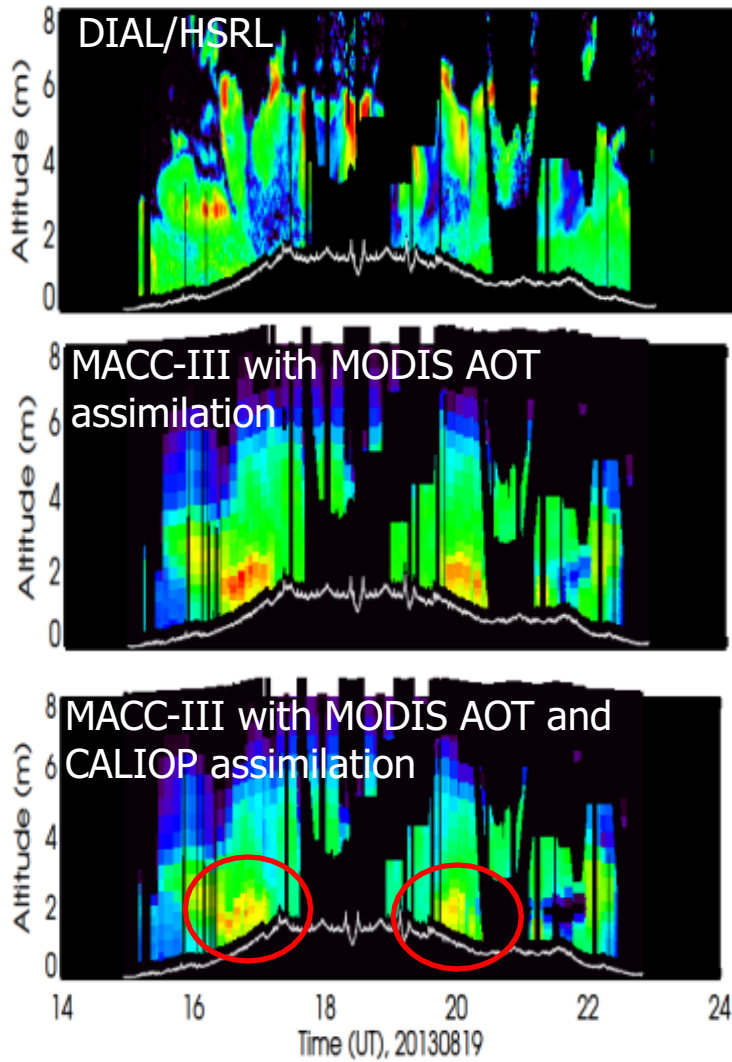 DIAL/HSRL
8
6
4
2
0
Altitude (m)
MACC-III with MODIS AOT
assimilation
8
6
4
2
0
Altitude (m)
MACC-III with MODIS AOT and
CALIOP assimilation
8
6
4
2
0
Altitude (m)
14 16 18 20 22 24
Time (UT), 20130819